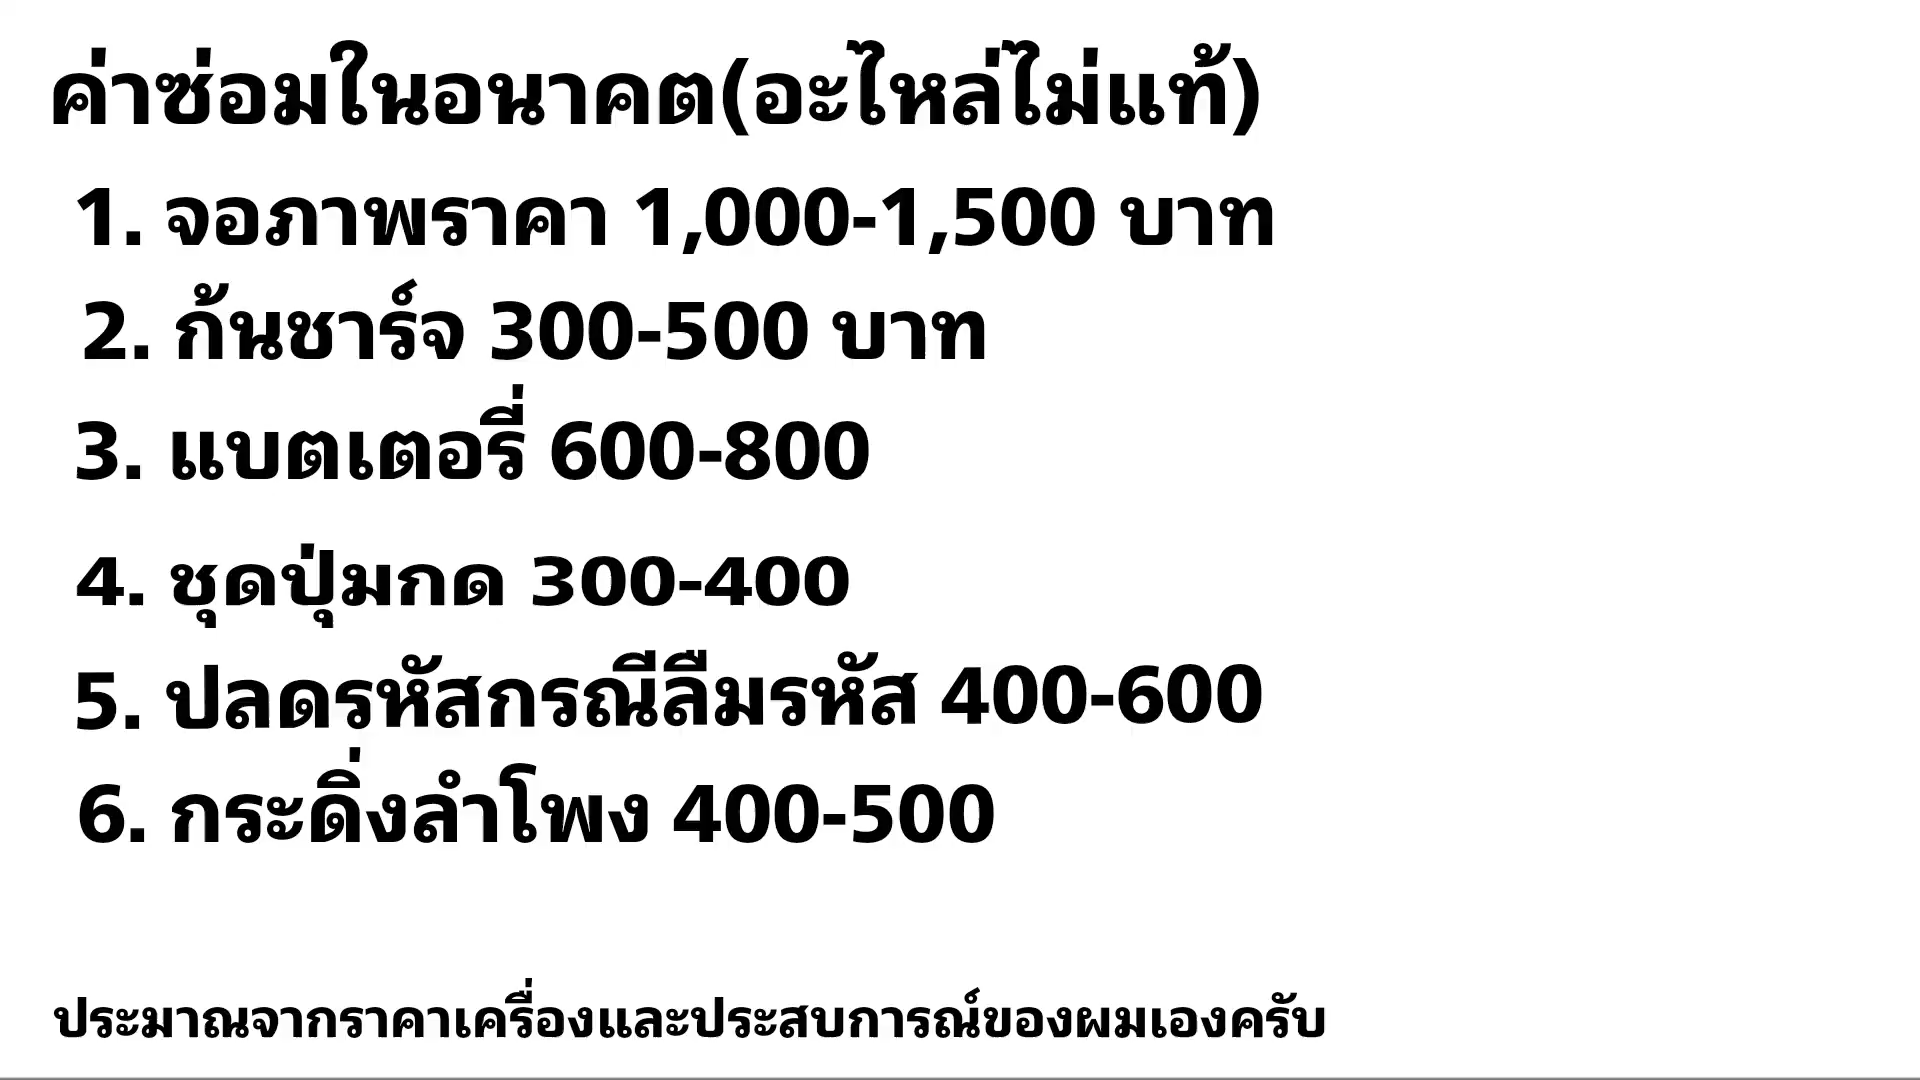 ค่าซ่อมในอนาคต(อะไหล่ไม่แท้)
1. จอภาพราคา 1,000-1,500 บาท
2. ก้นชาร์จ 300-500 บาท
3. แบตเตอรี่ 600-800
4. ชุดปุ่มกด 300-400
5. ปลดรหัสกรณีลืมรหัส 400-600
6. กระดิ่งลำโพง 400-500
ประมาณจากราคาเครื่องและประสบการณ์ของผมเองครับ